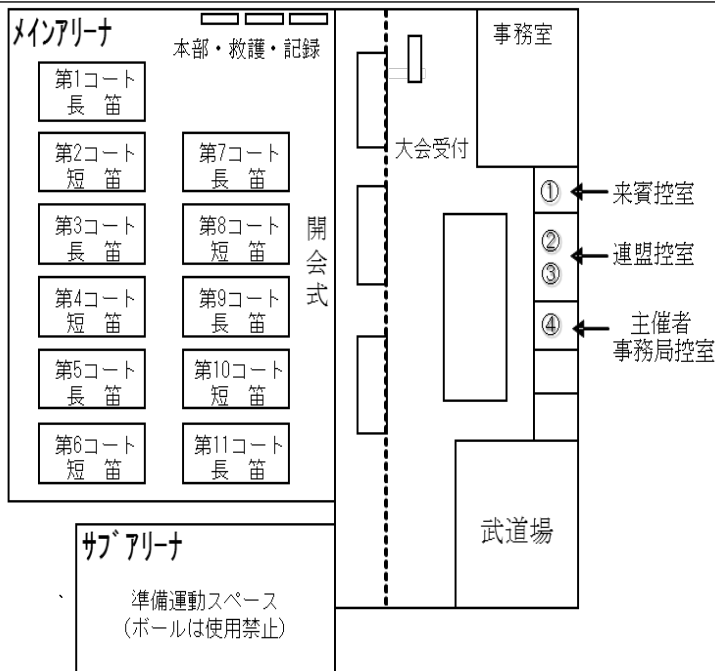 メインアリーナ
本部・救護・記録
第1コート
長 笛
第2コート
短 笛
第3コート
長 笛
第4コート
短 笛
第5コート
長 笛
第6コート
短 笛
第7コート
長 笛
第8コート
短 笛
第9コート
長 笛
第10コート
短 笛
第11コート
長 笛
開会式
大会受付
事務室
①
来賓控室
②
③
連盟控室
④
主催者
事務局控室
武道場
サブアリーナ
準備運動スペース
(ボールは使用禁止)